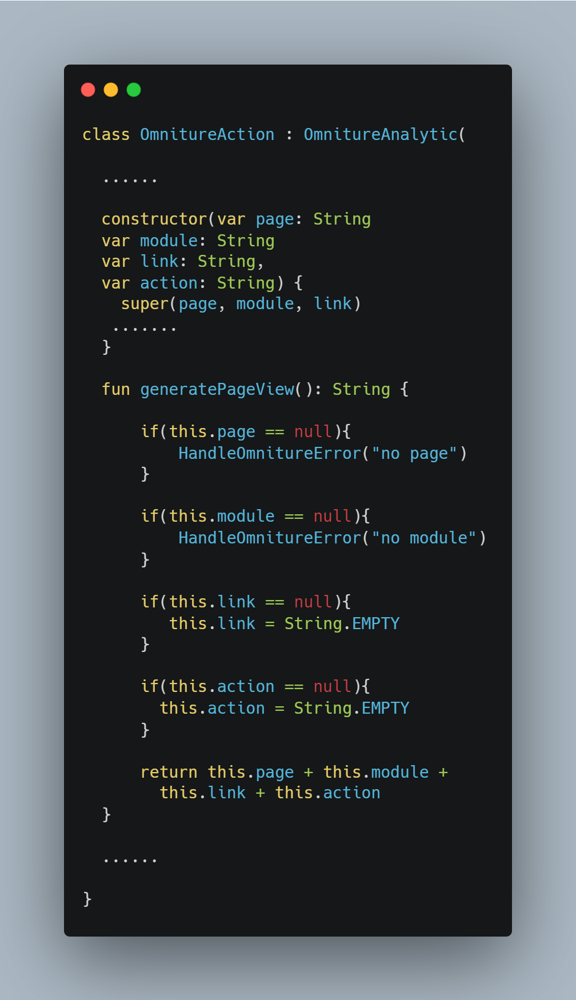 class OmnitureAction : OmnitureAnalytic(
......
constructor(var page: String
var module: String
var link: String,
var action: String) {
super(page, module, link)
.......
}
fun generatePageView(): String {
if(this.page == null){
HandleOmnitureError("no page")
}
if(this.module == null){
HandleOmnitureError("no module")
}
if(this.link == null){
this.link = String.EMPTY
}
if(this.action == null){
this.action = String.EMPTY
}
return this.page + this.module +
this.link + this.action
}
......
}